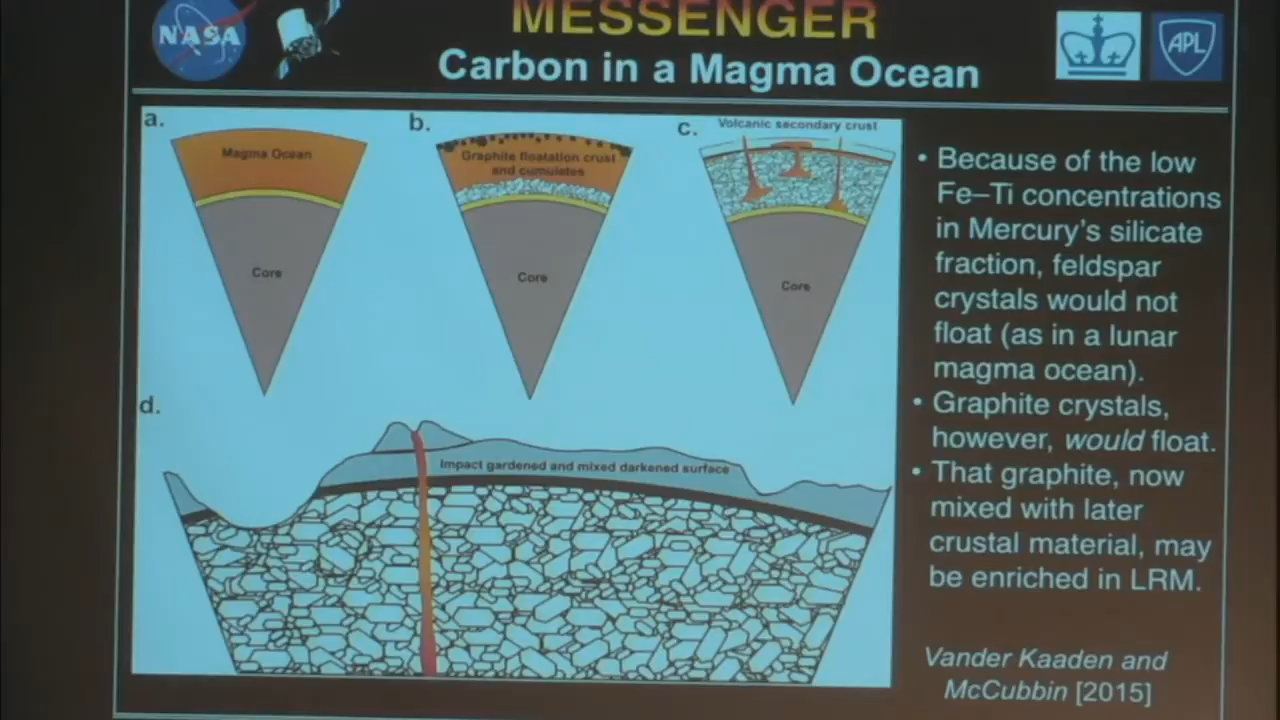 NASA
MESSENGER
Carbon in a Magma Ocean
APL
a.
Magma Ocean
Core
b.
Graphite floatation crust
and cumulates
Core
c.
Volcanic secondary crust
Core
d.
Impact gardened and mixed darkened surface
• Because of the low
Fe–Ti concentrations
in Mercury's silicate
fraction, feldspar
crystals would not
float (as in a lunar
magma ocean).
• Graphite crystals,
however, would float.
• That graphite, now
mixed with later
crustal material, may
be enriched in LRM.
Vander Kaaden and
McCubbin [2015]